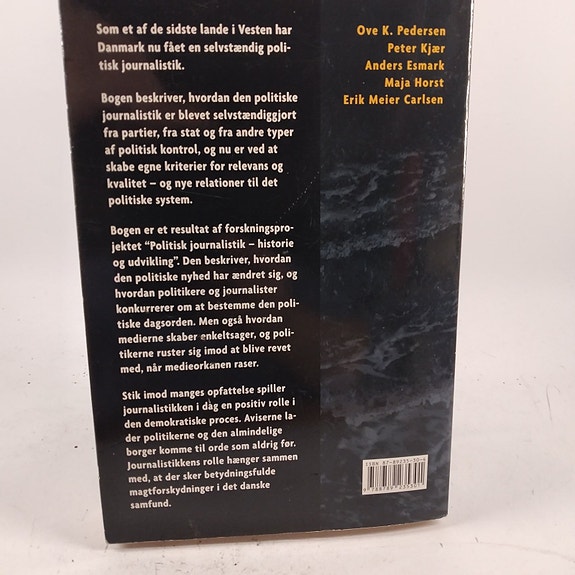 Som et af de sidste lande i Vesten har
Danmark nu fået en selvstændig poli-
tisk journalistik.
Bogen beskriver, hvordan den politiske
journalistik er blevet selvstændiggjort
fra partier, fra stat og fra andre typer
af politisk kontrol, og nu er ved at
skabe egne kriterier for relevans og
kvalitet – og nye relationer til det
politiske system.
Bogen er et resultat af forskningspro-
jektet "Politisk journalistik – historie
og udvikling". Den beskriver, hvordan
den politiske nyhed har ændret sig, og
hvordan politikere og journalister
konkurrerer om at bestemme den poli-
tiske dagsorden. Men også hvordan
medierne skaber enkeltsager, og poli-
tikerne ruster sig imod at blive revet
med, når medieorkanen raser.
Stik imod manges opfattelse spiller
journalistikken i dag en positiv rolle i
den demokratiske proces. Aviserne la-
der politikerne og den almindelige
borger komme til orde som aldrig før.
Journalistikkens rolle hænger sammen
med, at der sker betydningsfulde
magtforskydninger i det danske
samfund.
Ove K. Pedersen
Peter Kjær
Anders Esmark
Maja Horst
Erik Meier Carlsen
ISBN 87-89235-30-6
9 788789 235301